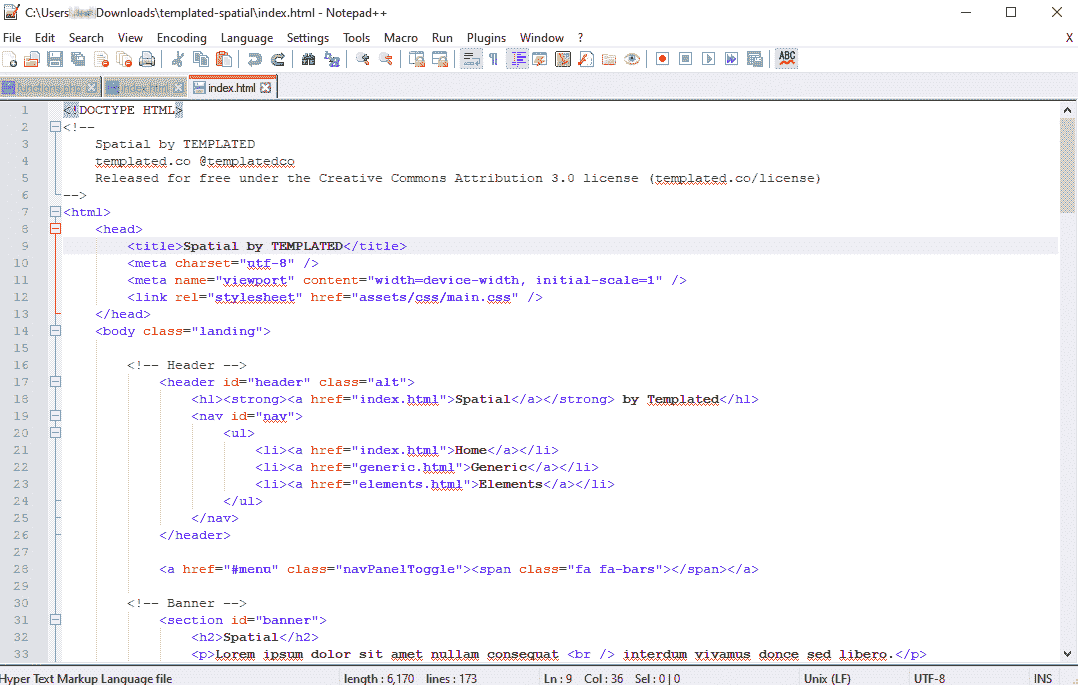 C:\Users\ \Downloads\templated-spatial\index.html - Notepad++
File Edit Search View Encoding Language Settings Tools Macro Run Plugins Window ? X
functions.php index.html index.html
1 <!DOCTYPE HTML>
2 <!--
3 Spatial by TEMPLATED
4 templated.co @templatedco
5 Released for free under the Creative Commons Attribution 3.0 license (templated.co/license)
6 -->
7 <html>
8 <head>
9 <title>Spatial by TEMPLATED</title>
10 <meta charset="utf-8" />
11 <meta name="viewport" content="width=device-width, initial-scale=1" />
12 <link rel="stylesheet" href="assets/css/main.css" />
13 </head>
14 <body class="landing">
15
16 <!-- Header -->
17 <header id="header" class="alt">
18 <h1><strong><a href="index.html">Spatial</a></strong> by Templated</h1>
19 <nav id="nav">
20 <ul>
21 <li><a href="index.html">Home</a></li>
22 <li><a href="generic.html">Generic</a></li>
23 <li><a href="elements.html">Elements</a></li>
24 </ul>
25 </nav>
26 </header>
27
28 <a href="#menu" class="navPanelToggle"><span class="fa fa-bars"></span></a>
29
30 <!-- Banner -->
31 <section id="banner">
32 <h2>Spatial</h2>
33 <p>Lorem ipsum dolor sit amet nullam consequat <br /> interdum vivamus donce sed libero.</p>
Hyper Text Markup Language file length : 6,170 lines : 173 Ln : 9 Col : 36 Sel : 0 | 0 Unix (LF) UTF-8 INS